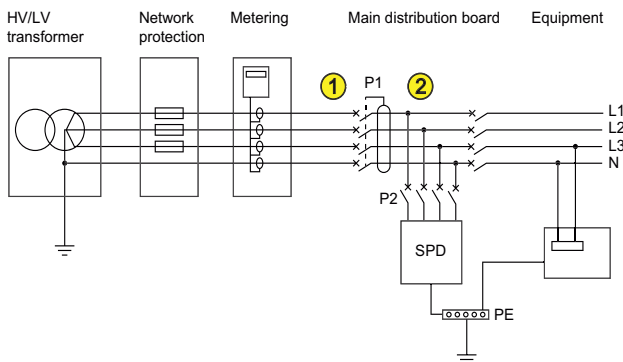 HV/LV
transformer
Network
protection
Metering
Main distribution board
Equipment
1
P1
2
L1
L2
L3
N
P2
SPD
PE